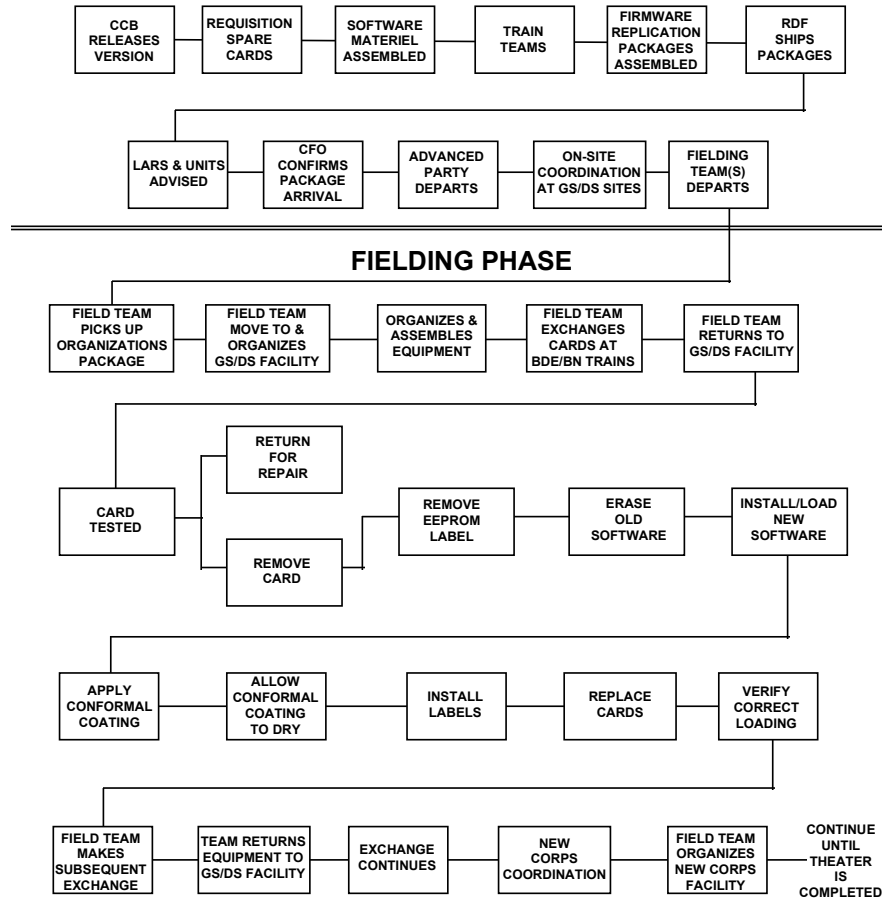 CCB
RELEASES
VERSION
REQUISITION
SPARE
CARDS
SOFTWARE
MATERIEL
ASSEMBLED
TRAIN
TEAMS
FIRMWARE
REPLICATION
PACKAGES
ASSEMBLED
RDF
SHIPS
PACKAGES
LARS & UNITS
ADVISED
CFO
CONFIRMS
PACKAGE
ARRIVAL
ADVANCED
PARTY
DEPARTS
ON-SITE
COORDINATION
AT GS/DS SITES
FIELDING
TEAM(S)
DEPARTS
FIELDING PHASE
FIELD TEAM
PICKS UP
ORGANIZATIONS
PACKAGE
FIELD TEAM
MOVE TO &
ORGANIZES
GS/DS FACILITY
ORGANIZES &
ASSEMBLES
EQUIPMENT
FIELD TEAM
EXCHANGES
CARDS AT
BDE/BN TRAINS
FIELD TEAM
RETURNS TO
GS/DS FACILITY
CARD
TESTED
RETURN
FOR
REPAIR
REMOVE
CARD
REMOVE
EEPROM
LABEL
ERASE
OLD
SOFTWARE
INSTALL/LOAD
NEW
SOFTWARE
APPLY
CONFORMAL
COATING
ALLOW
CONFORMAL
COATING
TO DRY
INSTALL
LABELS
REPLACE
CARDS
VERIFY
CORRECT
LOADING
FIELD TEAM
MAKES
SUBSEQUENT
EXCHANGE
TEAM RETURNS
EQUIPMENT TO
GS/DS FACILITY
EXCHANGE
CONTINUES
NEW
CORPS
COORDINATION
FIELD TEAM
ORGANIZES
NEW CORPS
FACILITY
CONTINUE
UNTIL
THEATER
IS
COMPLETED